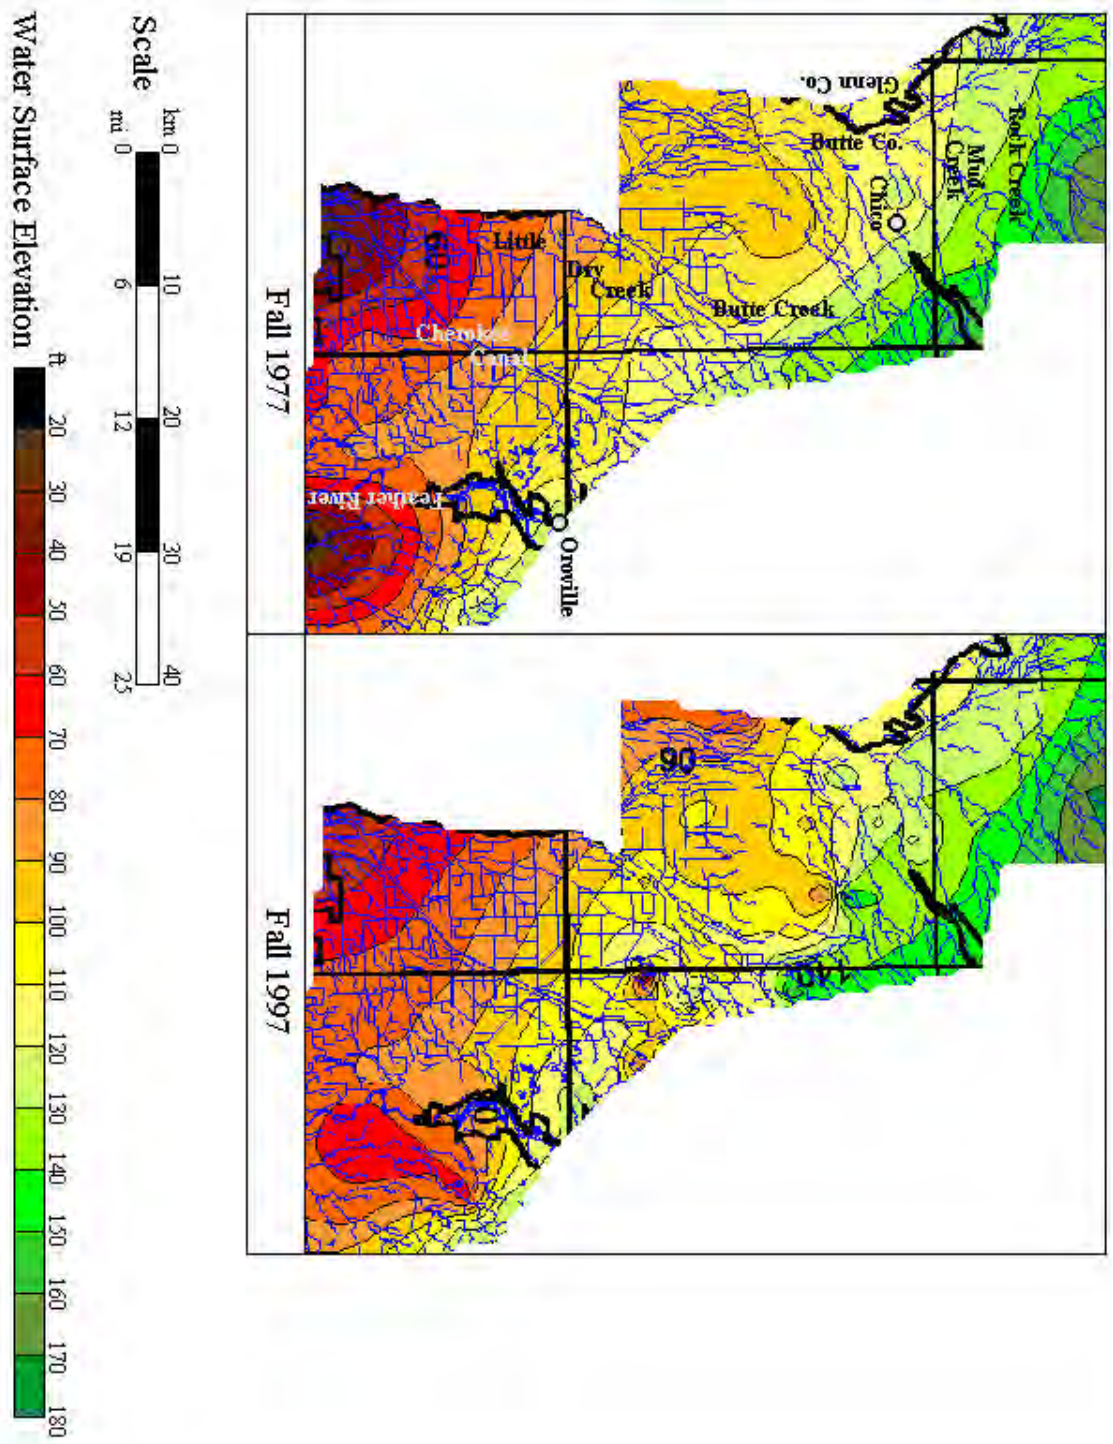 Rock Creek
Mud
Creek
Glenn Co.
Butte Co.
Chico
Butte Creek
Little
Dry
Creek
60
Cherokee
Canal
Feather River
Oroville
Fall 1977
90
140
Fall 1997
Scale
km 0 10 20 30 40
mi 0 6 12 19 25
Water Surface Elevation
ft 20 30 40 50 60 70 80 90 100 110 120 130 140 150 160 170 180